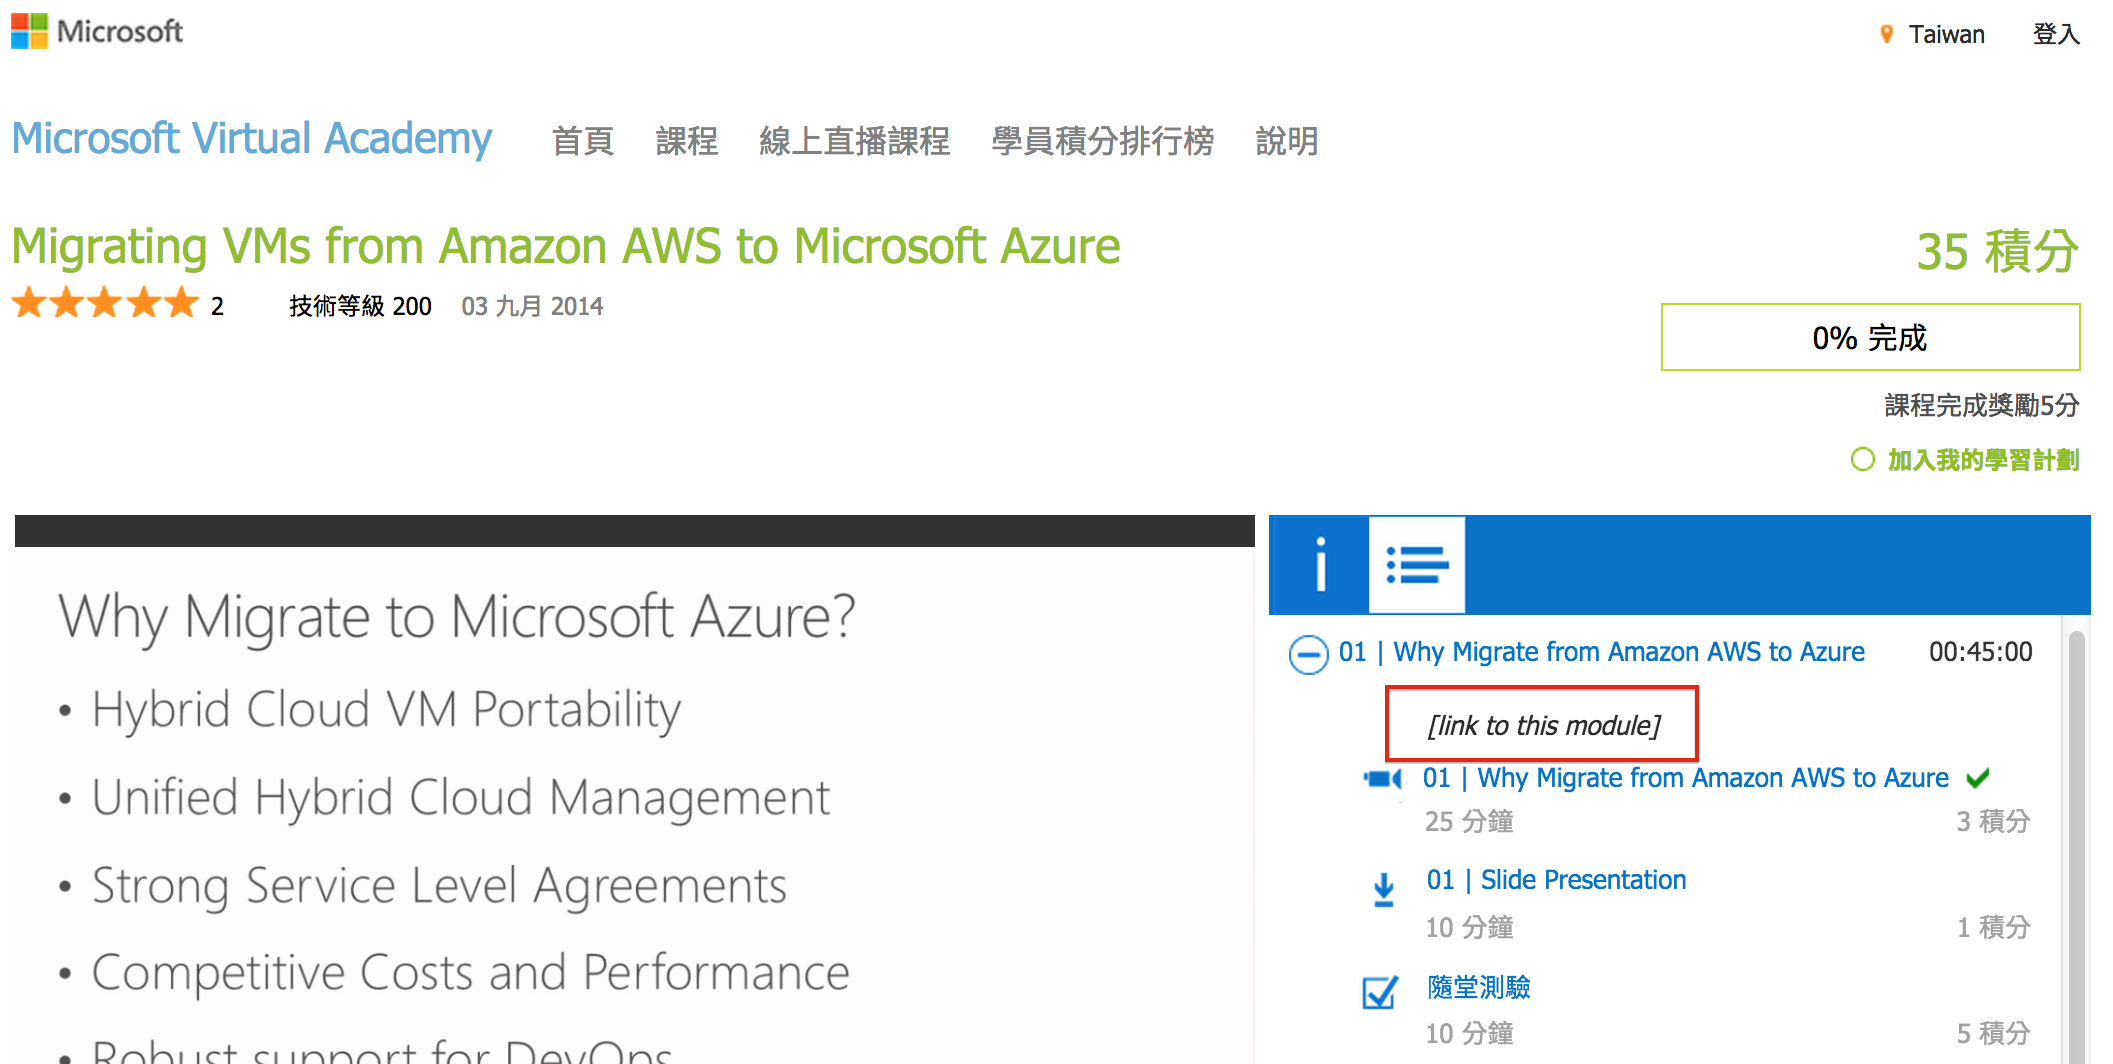 Microsoft
Taiwan 登入
Microsoft Virtual Academy 首頁 課程 線上直播課程 學員積分排行榜 說明
Migrating VMs from Amazon AWS to Microsoft Azure
35 積分
2 技術等級 200 03 九月 2014
0% 完成
課程完成獎勵5分
加入我的學習計劃
Why Migrate to Microsoft Azure?
• Hybrid Cloud VM Portability
• Unified Hybrid Cloud Management
• Strong Service Level Agreements
• Competitive Costs and Performance
• Robust support for DevOps
01 | Why Migrate from Amazon AWS to Azure 00:45:00
[link to this module]
01 | Why Migrate from Amazon AWS to Azure
25 分鐘 3 積分
01 | Slide Presentation
10 分鐘 1 積分
隨堂測驗
10 分鐘 5 積分